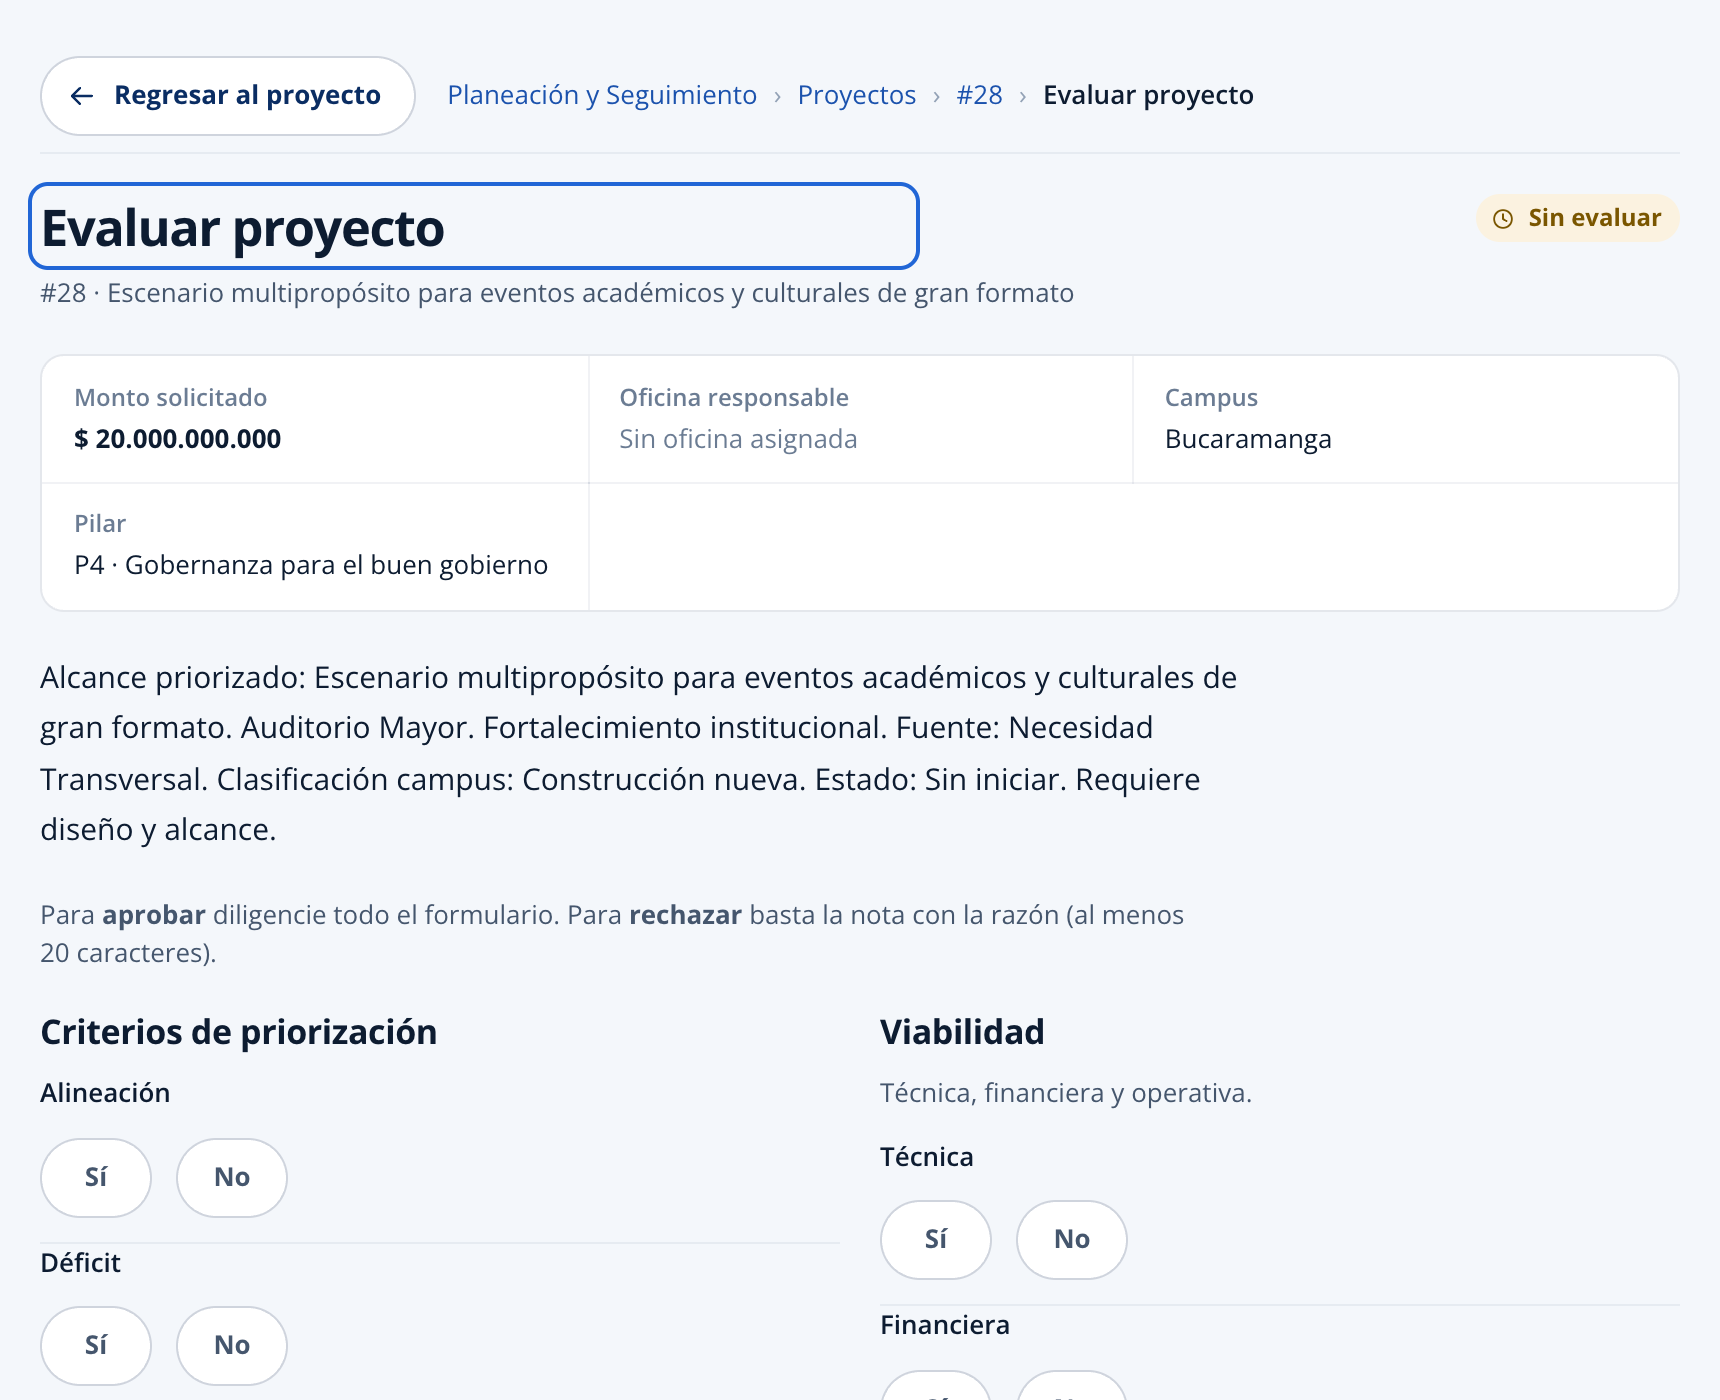 ← Regresar al proyecto Planeación y Seguimiento › Proyectos › #28 › Evaluar proyecto
Evaluar proyecto
Sin evaluar
#28 · Escenario multipropósito para eventos académicos y culturales de gran formato
Monto solicitado
$ 20.000.000.000
Oficina responsable
Sin oficina asignada
Campus
Bucaramanga
Pilar
P4 · Gobernanza para el buen gobierno
Alcance priorizado: Escenario multipropósito para eventos académicos y culturales de
gran formato. Auditorio Mayor. Fortalecimiento institucional. Fuente: Necesidad
Transversal. Clasificación campus: Construcción nueva. Estado: Sin iniciar. Requiere
diseño y alcance.
Para aprobar diligencie todo el formulario. Para rechazar basta la nota con la razón (al menos
20 caracteres).
Criterios de priorización
Alineación
Sí No
Déficit
Sí No
Viabilidad
Técnica, financiera y operativa.
Técnica
Sí No
Financiera